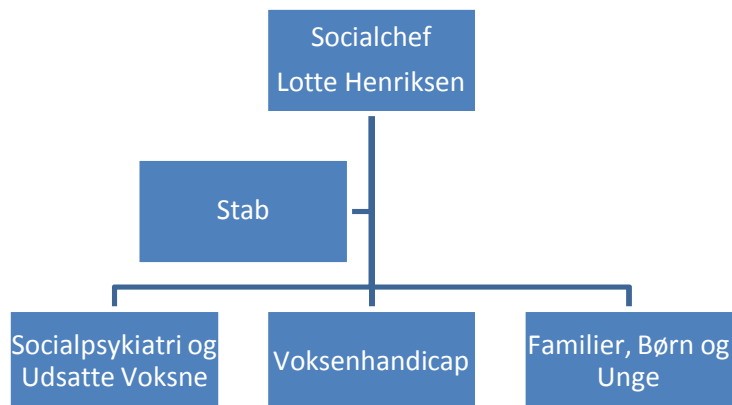 Socialchef
Lotte Henriksen
Stab
Socialpsykiatri og
Udsatte Voksne
Voksenhandicap
Familier, Børn og
Unge